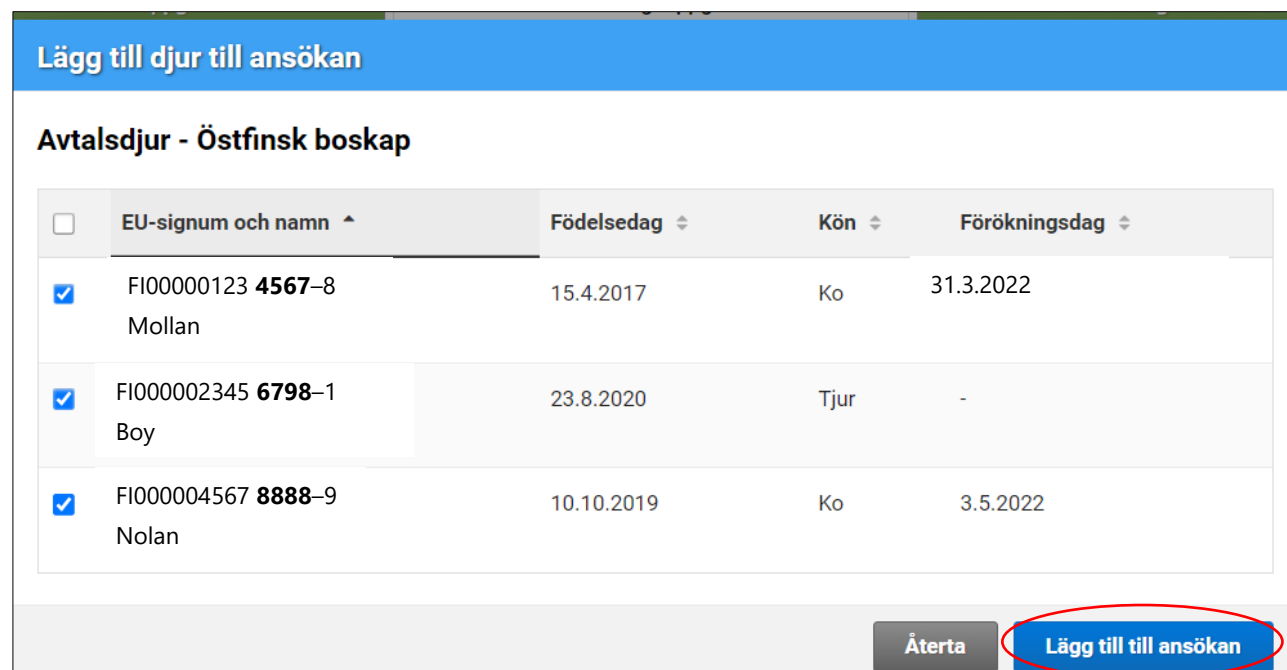 Lägg till djur till ansökan
Avtalsdjur - Östfinsk boskap
EU-signum och namn Födelsedag Kön Förökningsdag
FI00000123 4567–8 15.4.2017 Ko 31.3.2022
Mollan
FI000002345 6798–1 23.8.2020 Tjur -
Boy
FI000004567 8888–9 10.10.2019 Ko 3.5.2022
Nolan
Återta Lägg till till ansökan